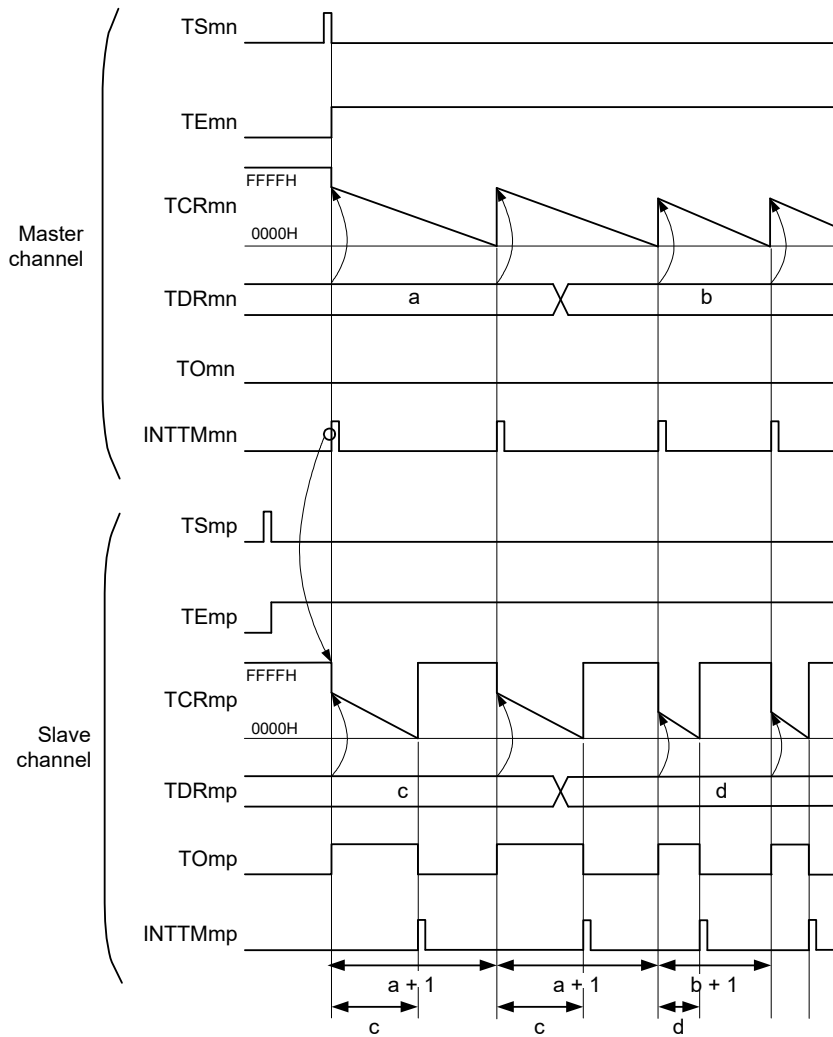 TSmn
TEmn
FFFFH
TCRmn
0000H
Master
channel
TDRmn
a
b
TOmn
INTTMmn
TSmp
TEmp
FFFFH
TCRmp
0000H
Slave
channel
TDRmp
c
d
TOmp
INTTMmp
a + 1
a + 1
b + 1
c
c
d